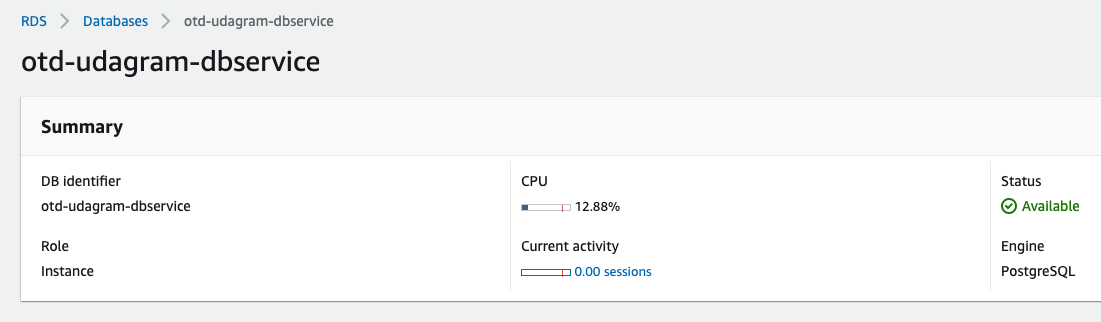 RDS > Databases > otd-udagram-dbservice
otd-udagram-dbservice
Summary
DB identifier
otd-udagram-dbservice
CPU
12.88%
Status
Available
Role
Instance
Current activity
0.00 sessions
Engine
PostgreSQL